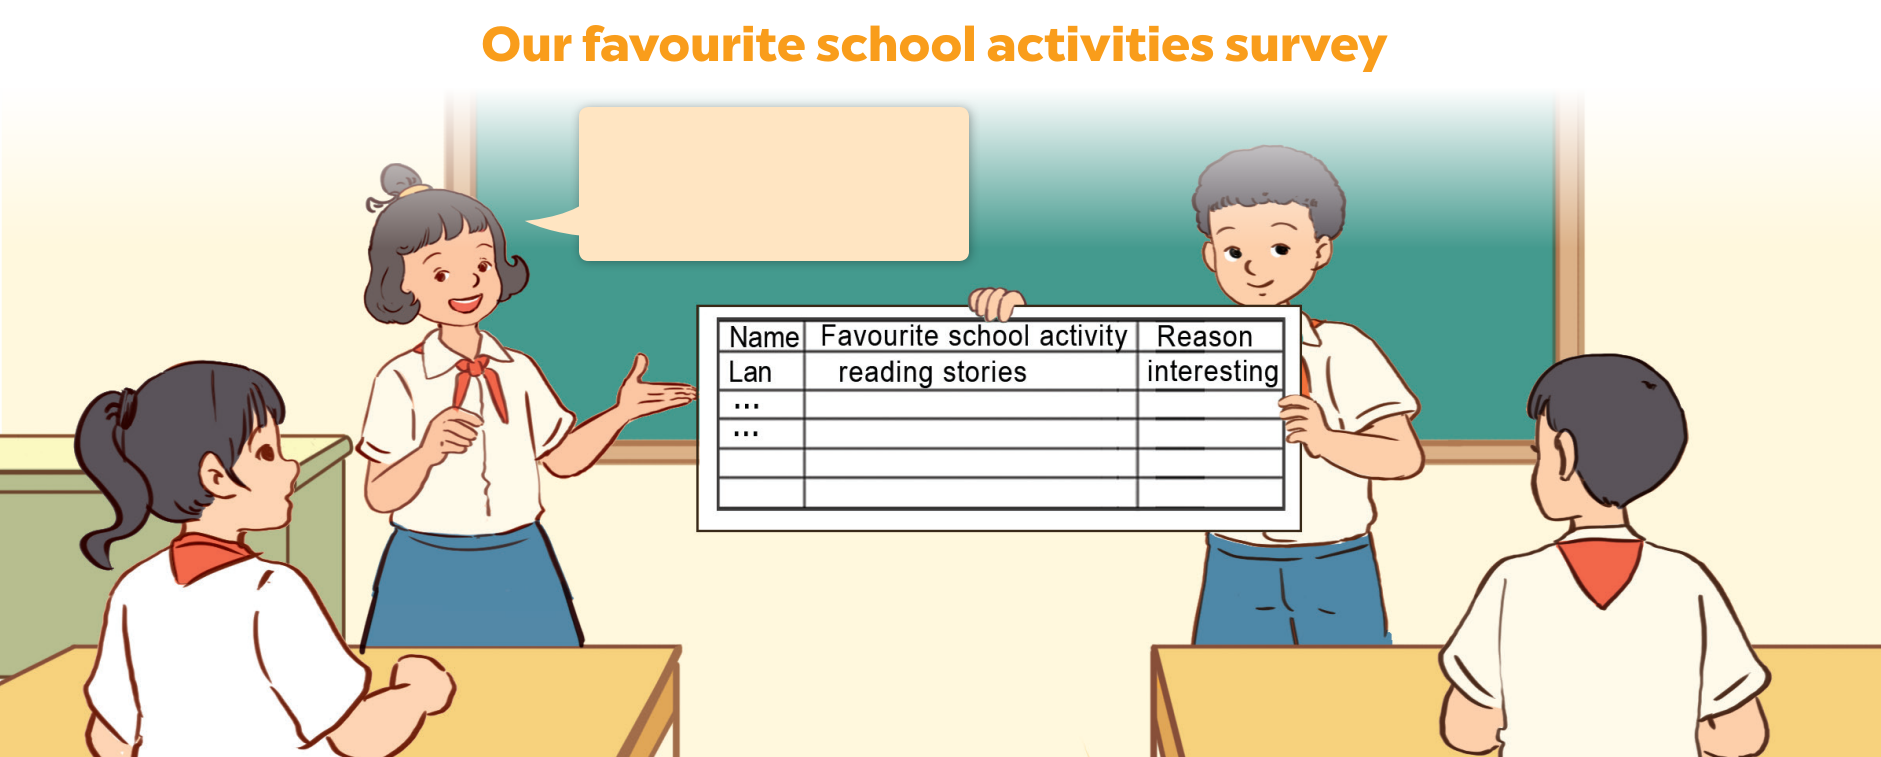 Our favourite school activities survey
Name Favourite school activity Reason
Lan reading stories interesting
...
...